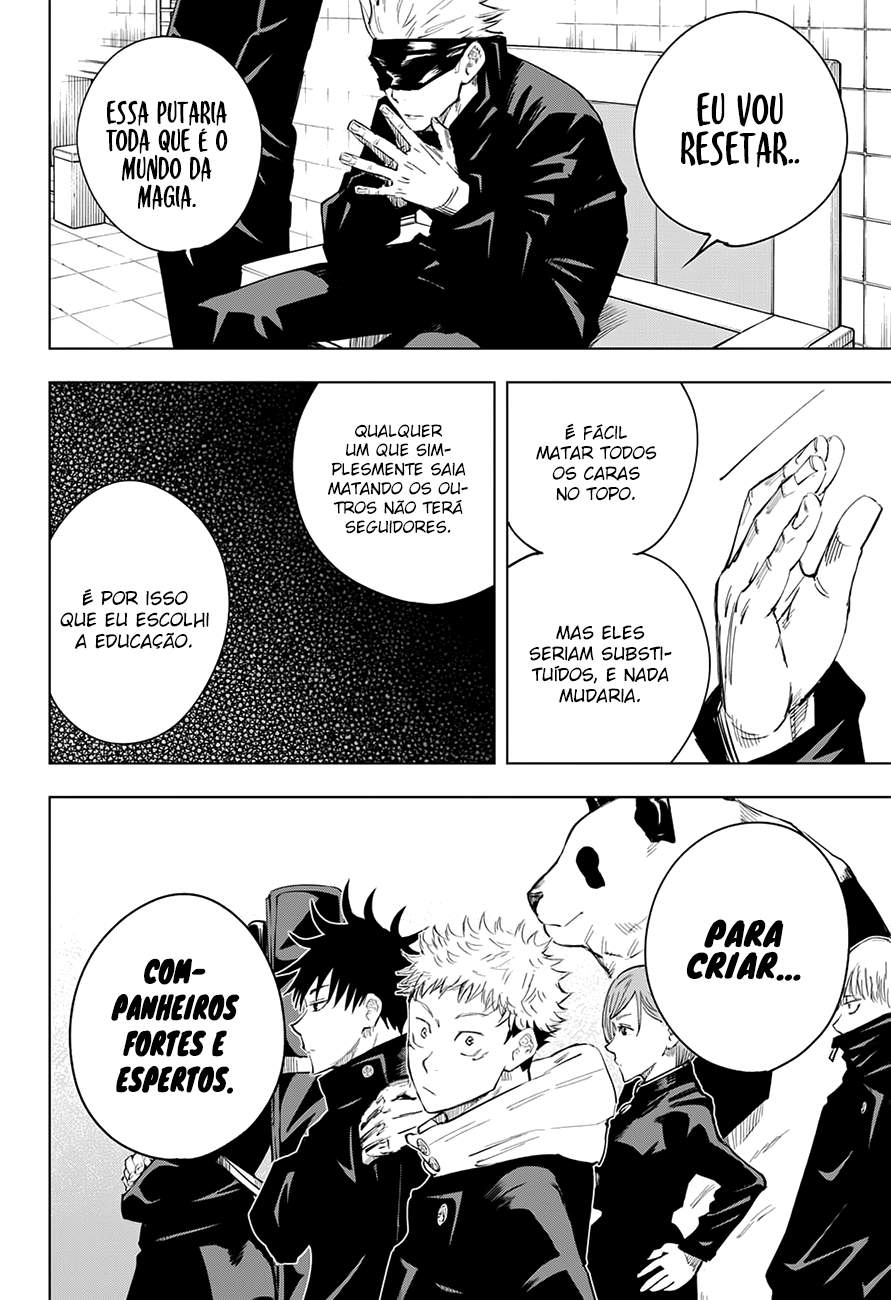 EU VOU
RESETAR..
ESSA PUTARIA
TODA QUE É O
MUNDO DA
MAGIA.
É FÁCIL
MATAR TODOS
OS CARAS
NO TOPO.
MAS ELES
SERIAM SUBSTI-
TUÍDOS, E NADA
MUDARIA.
QUALQUER
UM QUE SIM-
PLESMENTE SAIA
MATANDO OS OU-
TROS NÃO TERÁ
SEGUIDORES.
É POR ISSO
QUE EU ESCOLHI
A EDUCAÇÃO.
PARA
CRIAR...
COM-
PANHEIROS
FORTES E
ESPERTOS.